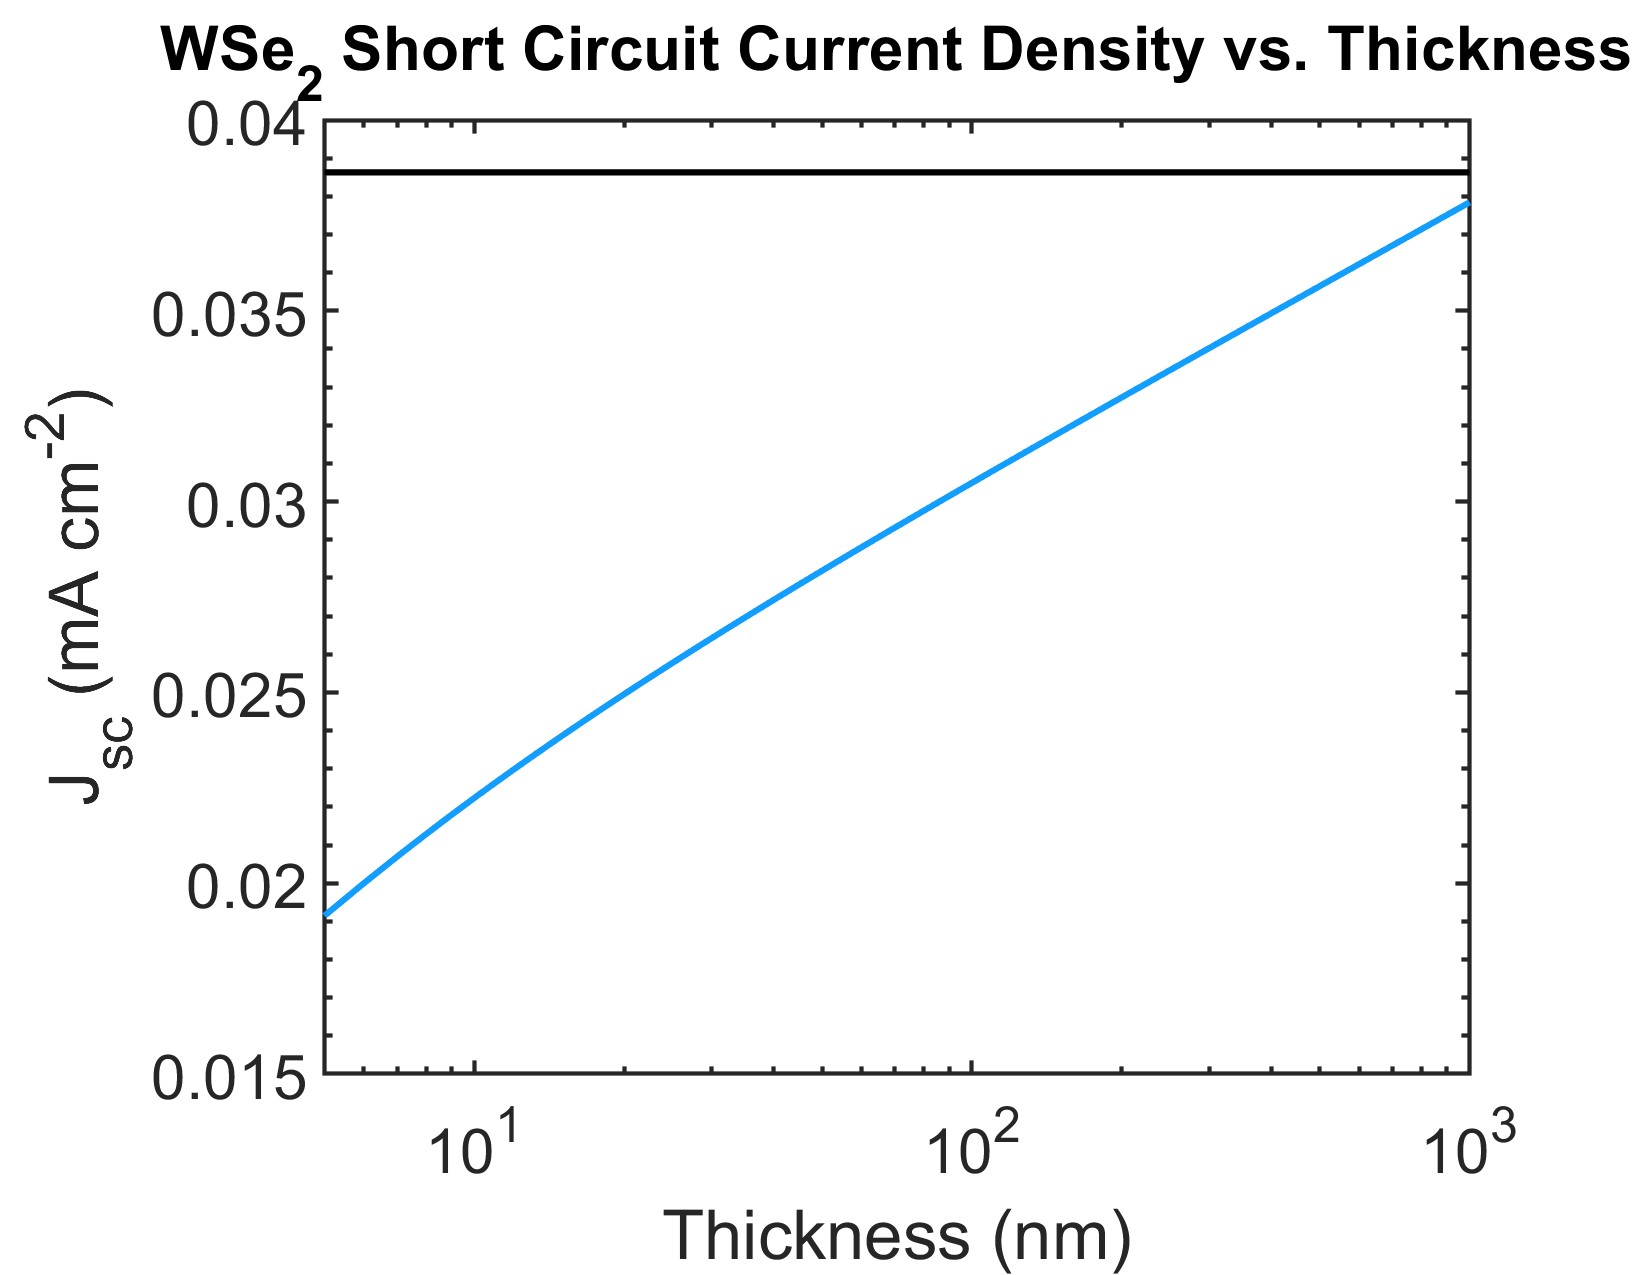 WSe₂ Short Circuit Current Density vs. Thickness
0.04
0.035
0.03
0.025
0.02
0.015
J_sc (mA cm⁻²)
10¹ 10² 10³
Thickness (nm)